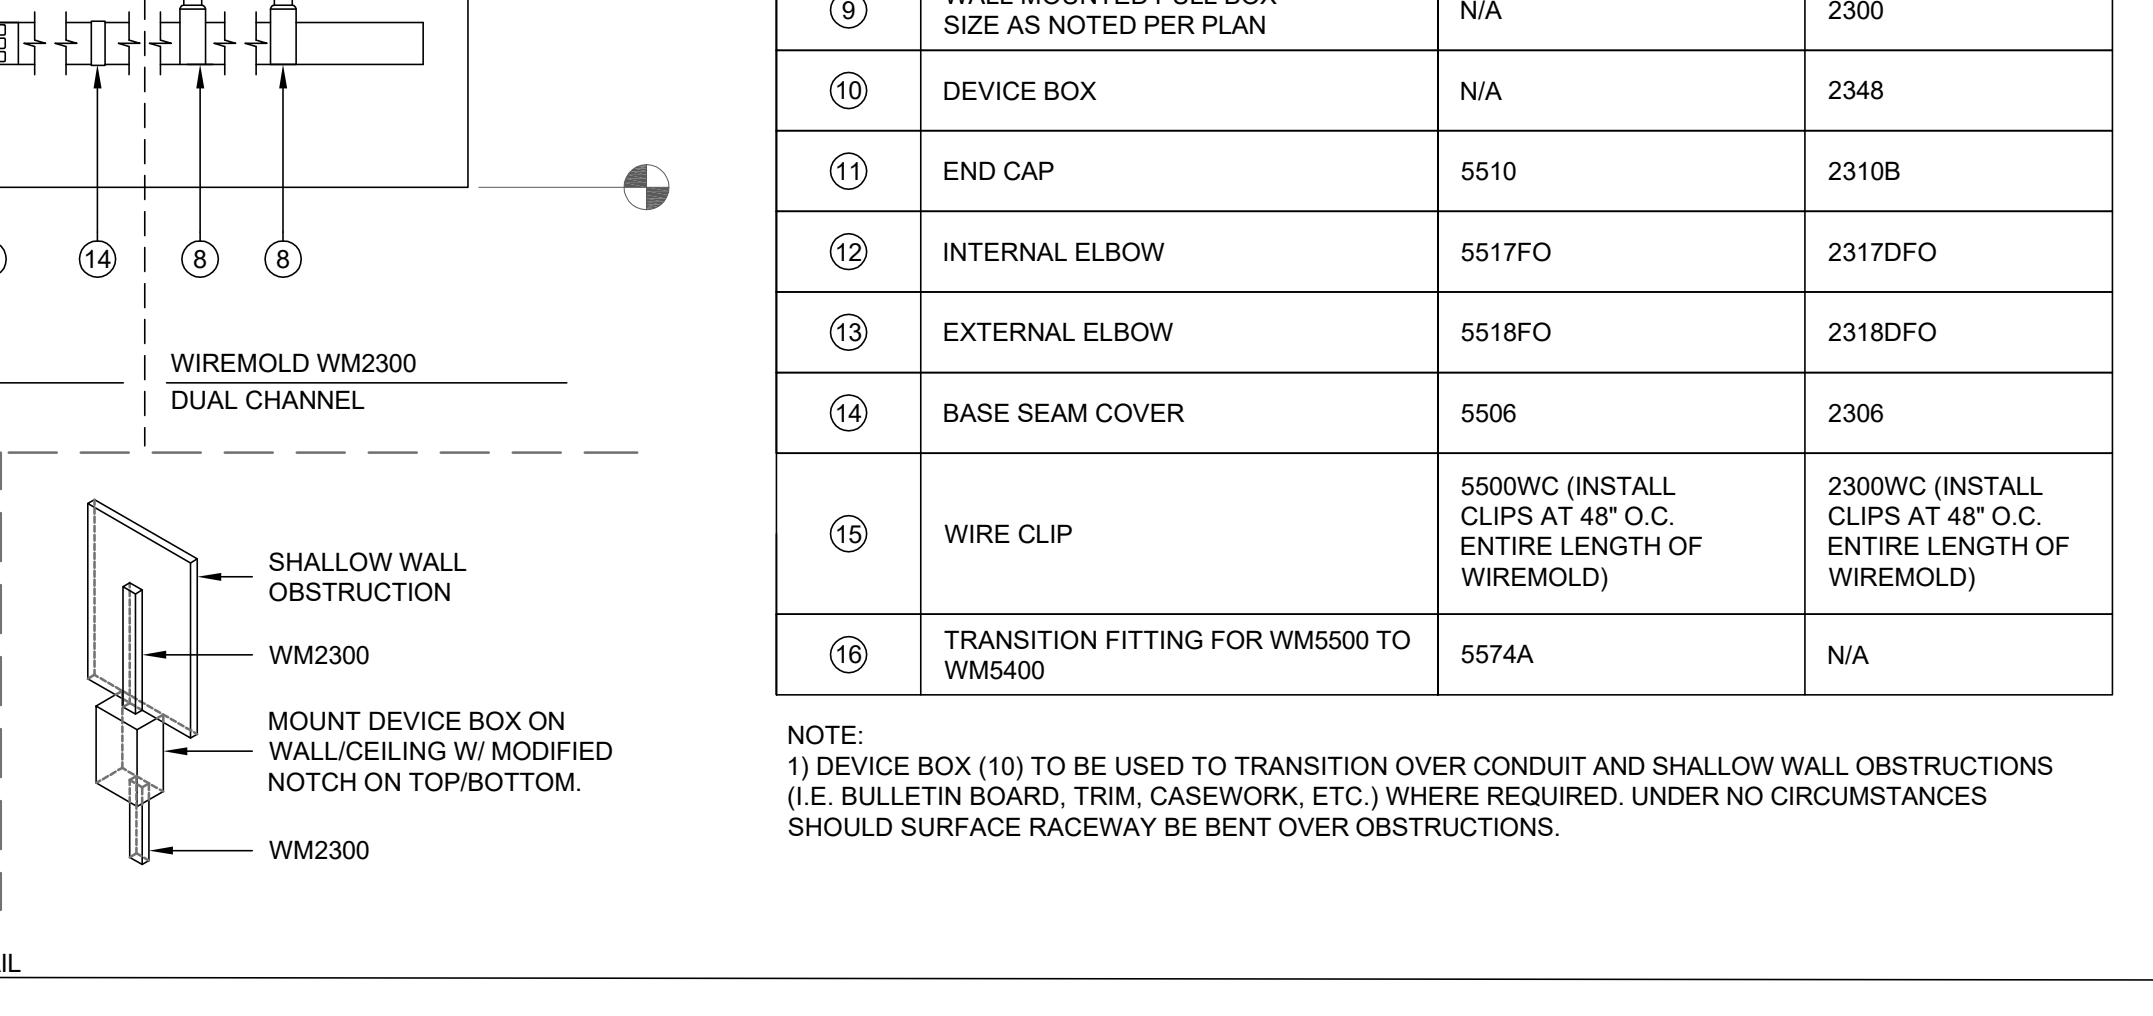 14
8
8
WIREMOLD WM2300
DUAL CHANNEL
SHALLOW WALL
OBSTRUCTION
WM2300
MOUNT DEVICE BOX ON
WALL/CEILING W/ MODIFIED
NOTCH ON TOP/BOTTOM.
WM2300
9 WALL MOUNTED PULL BOX N/A 2300
SIZE AS NOTED PER PLAN
10 DEVICE BOX N/A 2348
11 END CAP 5510 2310B
12 INTERNAL ELBOW 5517FO 2317DFO
13 EXTERNAL ELBOW 5518FO 2318DFO
14 BASE SEAM COVER 5506 2306
15 WIRE CLIP
5500WC (INSTALL
CLIPS AT 48" O.C.
ENTIRE LENGTH OF
WIREMOLD)
2300WC (INSTALL
CLIPS AT 48" O.C.
ENTIRE LENGTH OF
WIREMOLD)
16
TRANSITION FITTING FOR WM5500 TO
WM5400
5574A
N/A
NOTE:
1) DEVICE BOX (10) TO BE USED TO TRANSITION OVER CONDUIT AND SHALLOW WALL OBSTRUCTIONS
(I.E. BULLETIN BOARD, TRIM, CASEWORK, ETC.) WHERE REQUIRED. UNDER NO CIRCUMSTANCES
SHOULD SURFACE RACEWAY BE BENT OVER OBSTRUCTIONS.